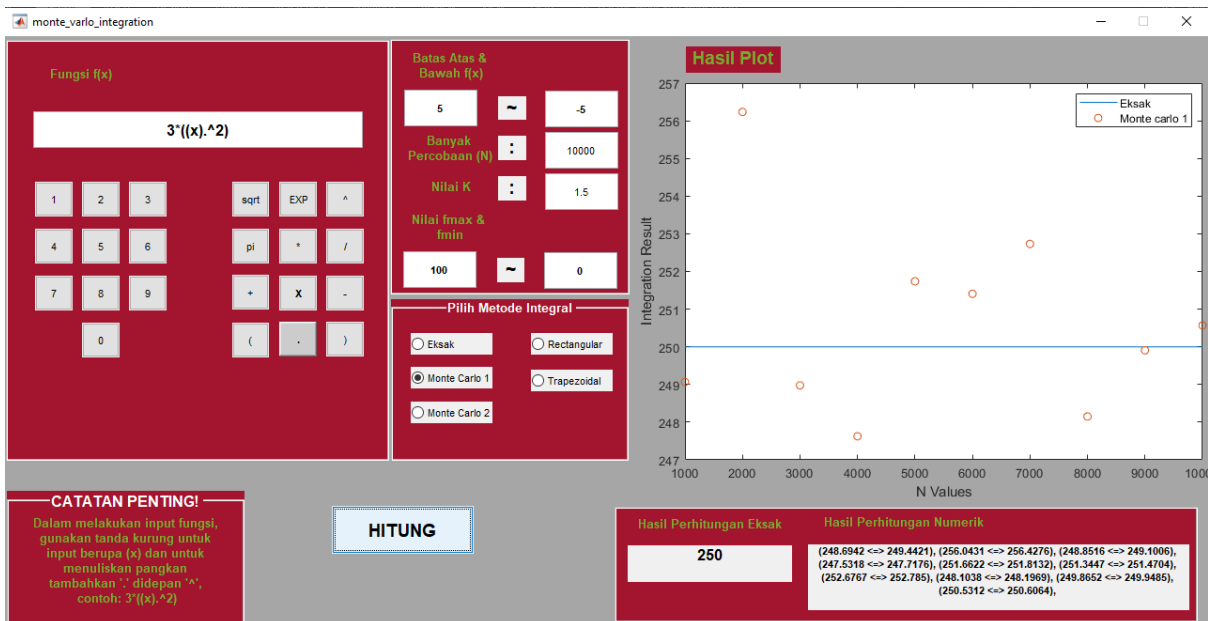 monte_varlo_integration
Fungsi f(x)
3*((x).^2)
1 2 3 sqrt EXP ^
4 5 6 pi * /
7 8 9 + X -
0 ( . )
Batas Atas &
Bawah f(x)
5 ~ -5
Banyak
Percobaan (N) : 10000
Nilai K : 1.5
Nilai fmax &
fmin
100 ~ 0
Pilih Metode Integral
Eksak Rectangular
Monte Carlo 1 Trapezoidal
Monte Carlo 2
Hasil Plot
257
256
255
254
253
252
251
250
249
248
247
Integration Result
Eksak
Monte carlo 1
1000 2000 3000 4000 5000 6000 7000 8000 9000 1000
N Values
CATATAN PENTING!
Dalam melakukan input fungsi,
gunakan tanda kurung untuk
input berupa (x) dan untuk
menuliskan pangkan
tambahkan '.' didepan '^',
contoh: 3*((x).^2)
HITUNG
Hasil Perhitungan Eksak
250
Hasil Perhitungan Numerik
(248.6942 <=> 249.4421), (256.0431 <=> 256.4276), (248.8516 <=> 249.1006),
(247.5318 <=> 247.7176), (251.6622 <=> 251.8132), (251.3447 <=> 251.4704),
(252.6767 <=> 252.785), (248.1038 <=> 248.1969), (249.8652 <=> 249.9485),
(250.5312 <=> 250.6064),